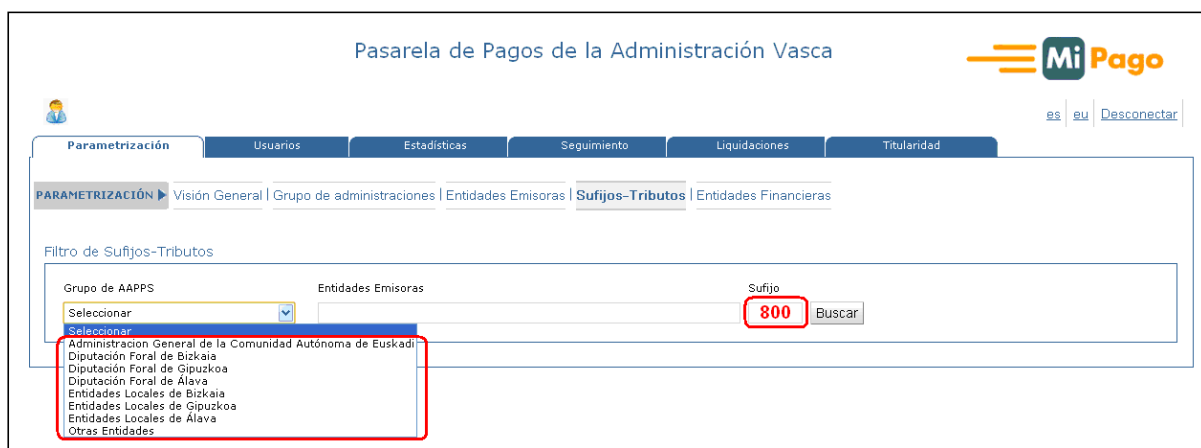 Pasarela de Pagos de la Administración Vasca
Mi Pago
es | eu | Desconectar
Parametrización Usuarios Estadísticas Seguimiento Liquidaciones Titularidad
PARAMETRIZACIÓN Visión General | Grupo de administraciones | Entidades Emisoras | Sufijos-Tributos | Entidades Financieras
Filtro de Sufijos-Tributos
Grupo de AAPPS Entidades Emisoras Sufijo
Seleccionar 800 Buscar
Seleccionar
Administracion General de la Comunidad Autónoma de Euskadi
Diputación Foral de Bizkaia
Diputación Foral de Gipuzkoa
Diputación Foral de Álava
Entidades Locales de Bizkaia
Entidades Locales de Gipuzkoa
Entidades Locales de Álava
Otras Entidades